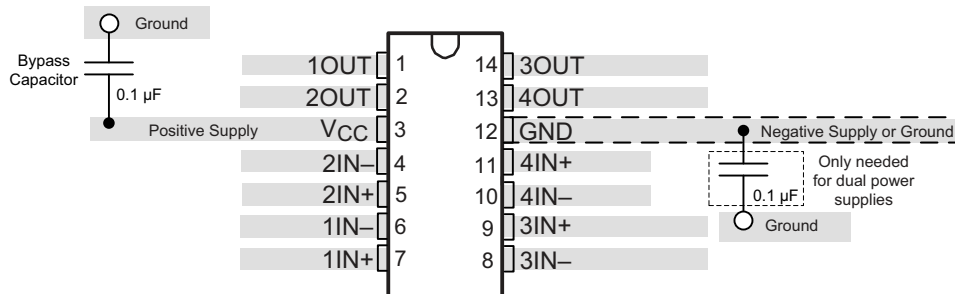 Ground
Bypass
Capacitor
0.1 µF
Positive Supply
1OUT 1
2OUT 2
VCC 3
2IN– 4
2IN+ 5
1IN– 6
1IN+ 7
14 3OUT
13 4OUT
12 GND
11 4IN+
10 4IN–
9 3IN+
8 3IN–
Negative Supply or Ground
Only needed
for dual power
supplies
0.1 µF
Ground